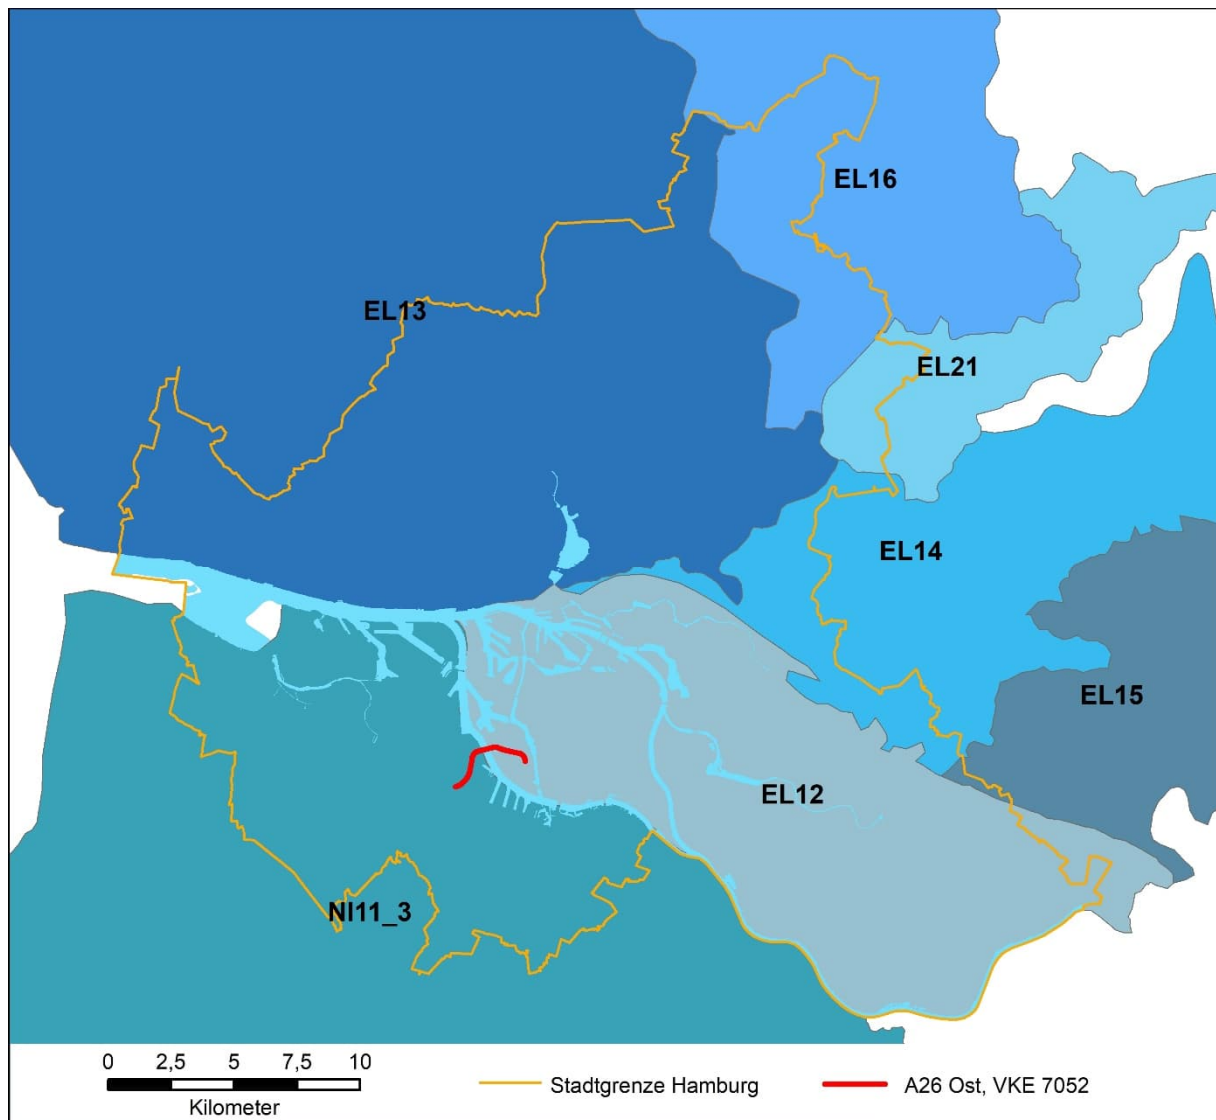 EL16
EL13
EL21
EL14
EL15
EL12
NI11_3
0 2,5 5 7,5 10
Kilometer
Stadtgrenze Hamburg
A26 Ost, VKE 7052